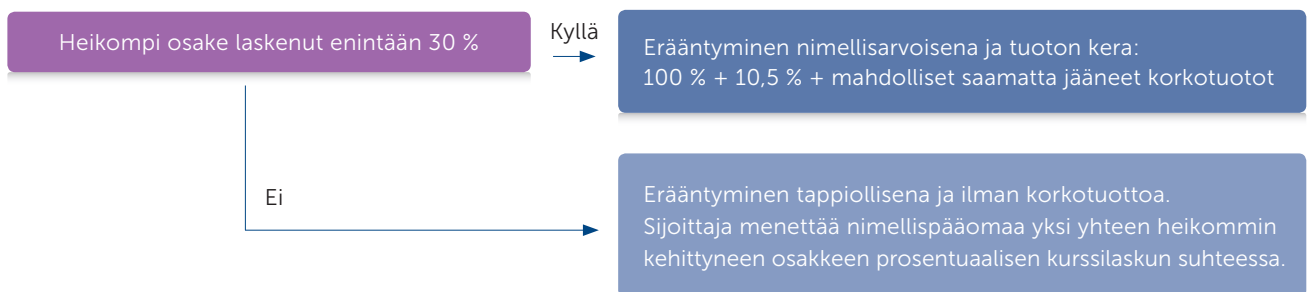 Heikompi osake laskenut enintään 30 %
Kyllä
Erääntyminen nimellisarvoisena ja tuoton kera:
100 % + 10,5 % + mahdolliset saamatta jääneet korkotuotot
Ei
Erääntyminen tappiollisena ja ilman korkotuottoa.
Sijoittaja menettää nimellispääomaa yksi yhteen heikommin
kehittyneen osakkeen prosentuaalisen kurssilaskun suhteessa.